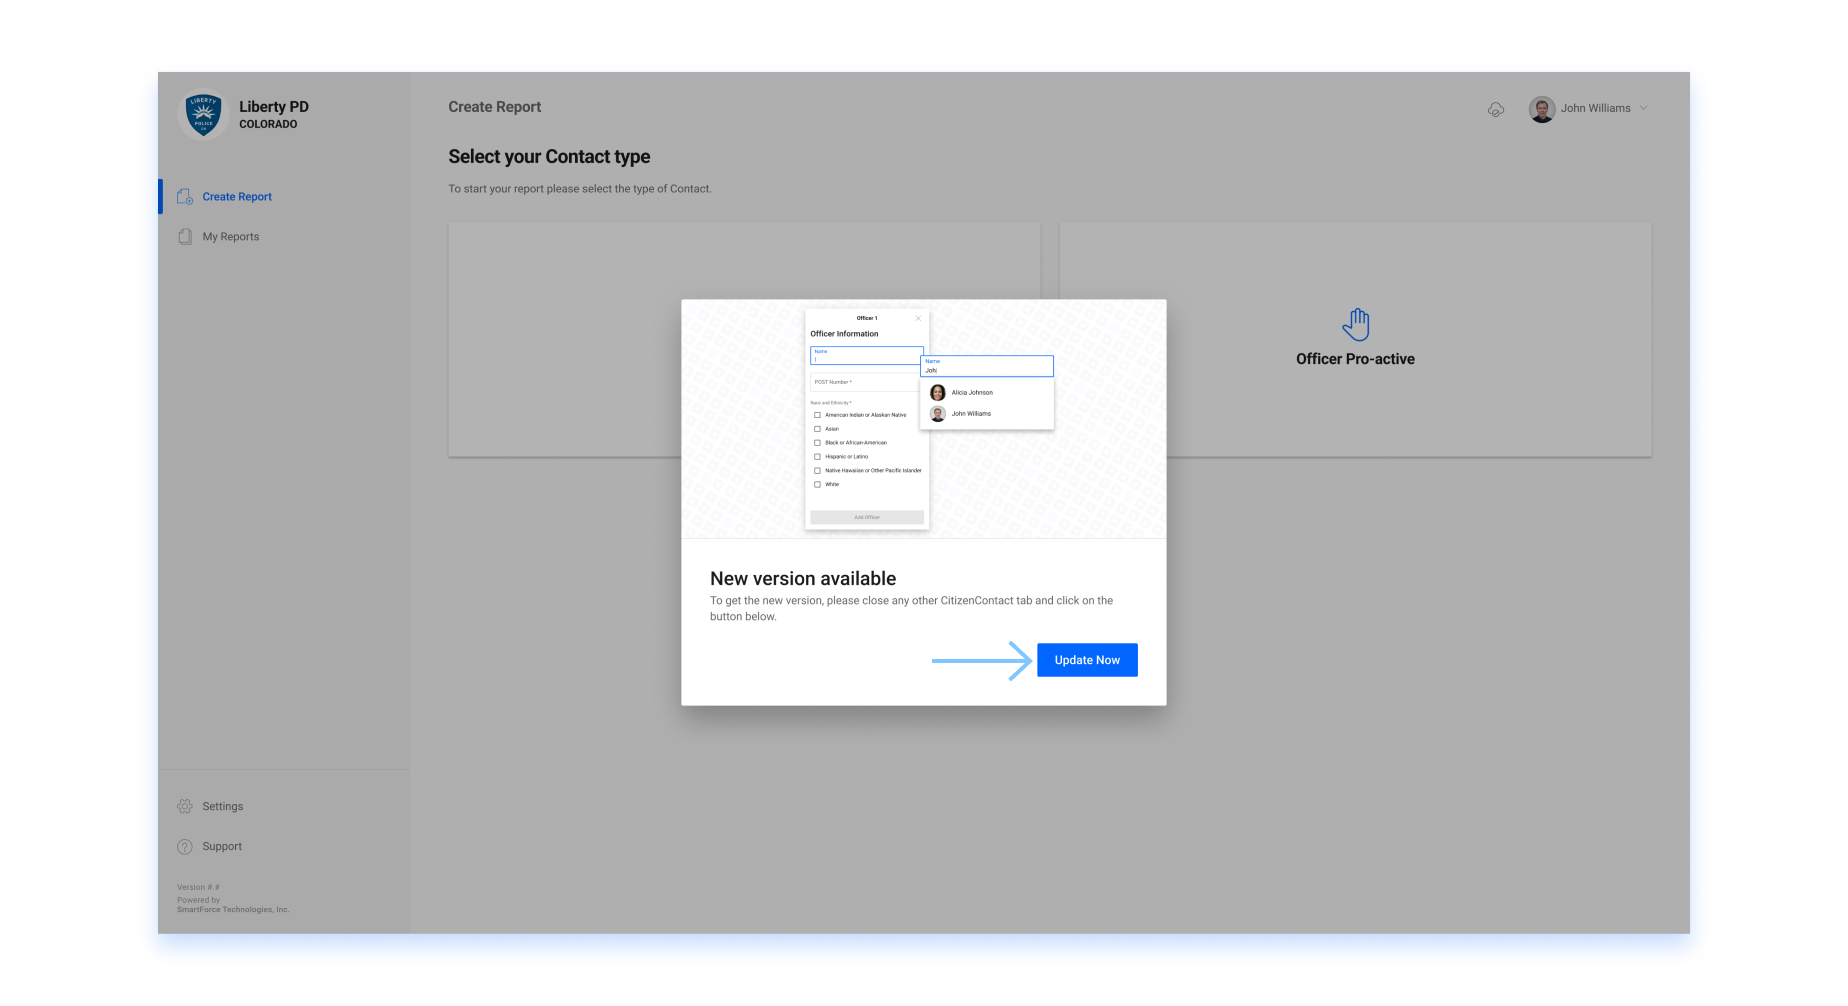 LIBERTY
POLICE
CO
Liberty PD
COLORADO
Create Report
My Reports
Settings
Support
Version #.#
Powered by
SmartForce Technologies, Inc.
Create Report
John Williams
Select your Contact type
To start your report please select the type of Contact.
Officer Pro-active
Officer 1
Officer Information
Name
POST Number *
Race and Ethnicity *
American Indian or Alaskan Native
Asian
Black or African-American
Hispanic or Latino
Native Hawaiian or Other Pacific Islander
White
Add Officer
Name
Joh
Alicia Johnson
John Williams
New version available
To get the new version, please close any other CitizenContact tab and click on the
button below.
Update Now